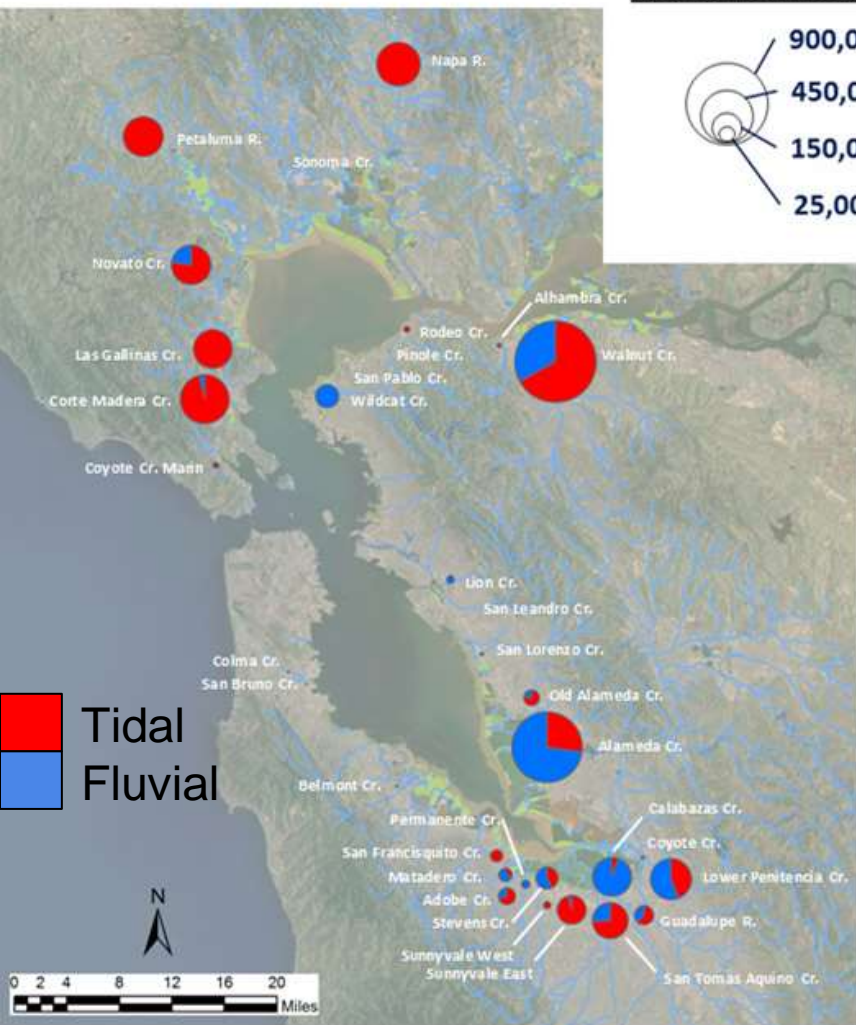 900,0
450,0
150,0
25,00
Napa R.
Petaluma R.
Sonoma Cr.
Novato Cr.
Alhambra Cr.
Rodeo Cr.
Las Gallinas Cr.
Pinole Cr.
Walnut Cr.
San Pablo Cr.
Corte Madera Cr.
Wildcat Cr.
Coyote Cr. Marin
Lion Cr.
San Leandro Cr.
San Lorenzo Cr.
Colma Cr.
San Bruno Cr.
Old Alameda Cr.
Tidal
Fluvial
Alameda Cr.
Belmont Cr.
Calabazas Cr.
Permanente Cr.
Coyote Cr.
San Francisquito Cr.
Matadero Cr.
Lower Penitencia Cr.
Adobe Cr.
Stevens Cr.
Guadalupe R.
Sunnyvale West
Sunnyvale East
San Tomas Aquino Cr.
N
0 2 4 8 12 16 20
Miles